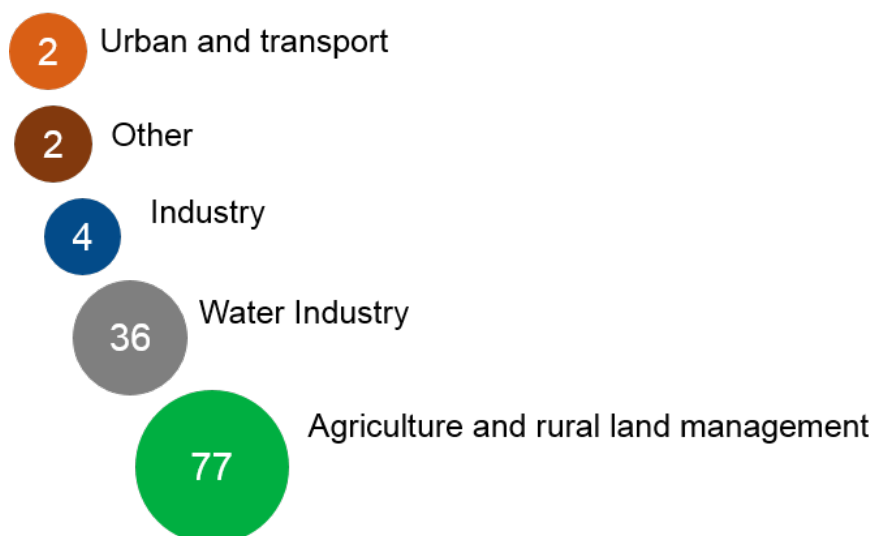 2 Urban and transport
2 Other
4 Industry
36 Water Industry
77 Agriculture and rural land management